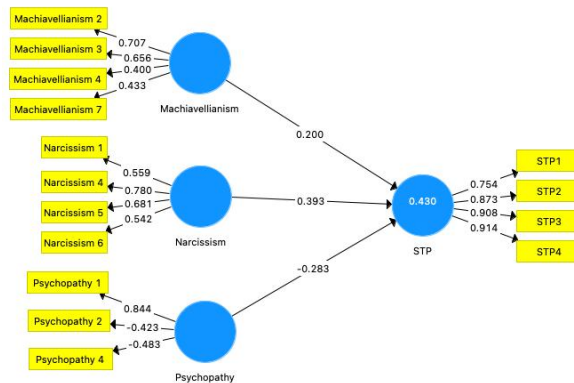 Machiavellianism 2
Machiavellianism 3
Machiavellianism 4
Machiavellianism 7
0.707
0.656
0.400
0.433
Machiavellianism
0.200
Narcissism 1
Narcissism 4
Narcissism 5
Narcissism 6
0.559
0.780
0.681
0.542
Narcissism
0.393
0.430
STP
0.754
0.873
0.908
0.914
STP1
STP2
STP3
STP4
-0.283
Psychopathy 1
Psychopathy 2
Psychopathy 4
0.844
-0.423
-0.483
Psychopathy